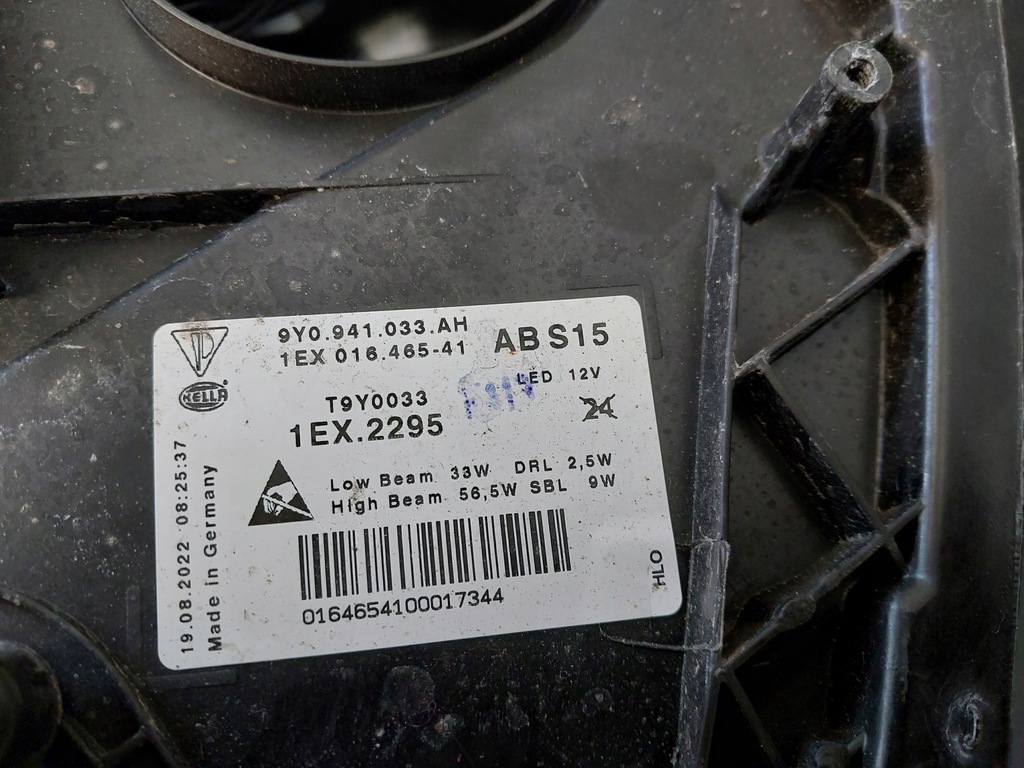 9Y0.941.033.AH
1EX 016.465-41
AB S15
HELLA
LED 12V
T9Y0033
24
1EX.2295
Low Beam 33W DRL 2,5W
High Beam 56,5W SBL 9W
0164654100017344
19.08.2022 08:25:37
Made in Germany
HLO